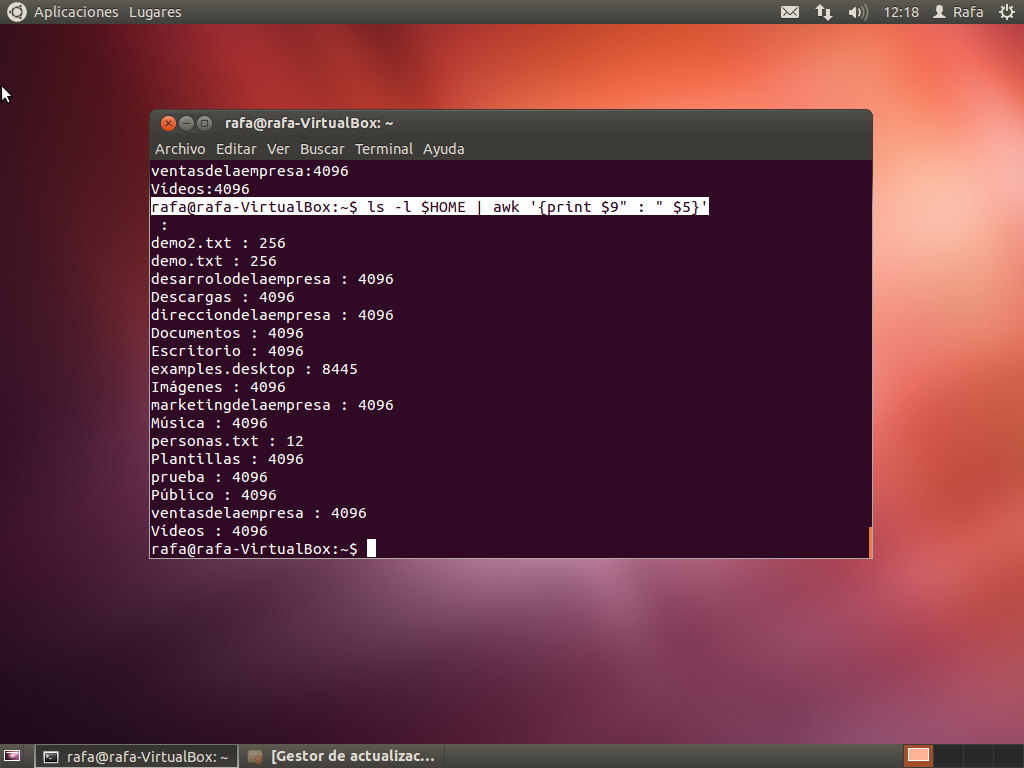 Aplicaciones Lugares 12:18 Rafa
rafa@rafa-VirtualBox: ~
Archivo Editar Ver Buscar Terminal Ayuda
ventasdelaempresa:4096
Vídeos:4096
rafa@rafa-VirtualBox:~$ ls -l $HOME | awk '{print $9" : " $5}'
 :
demo2.txt : 256
demo.txt : 256
desarrolodelaempresa : 4096
Descargas : 4096
direcciondelaempresa : 4096
Documentos : 4096
Escritorio : 4096
examples.desktop : 8445
Imágenes : 4096
marketingdelaempresa : 4096
Música : 4096
personas.txt : 12
Plantillas : 4096
prueba : 4096
Público : 4096
ventasdelaempresa : 4096
Vídeos : 4096
rafa@rafa-VirtualBox:~$
rafa@rafa-VirtualBox: ~ [Gestor de actualizac...